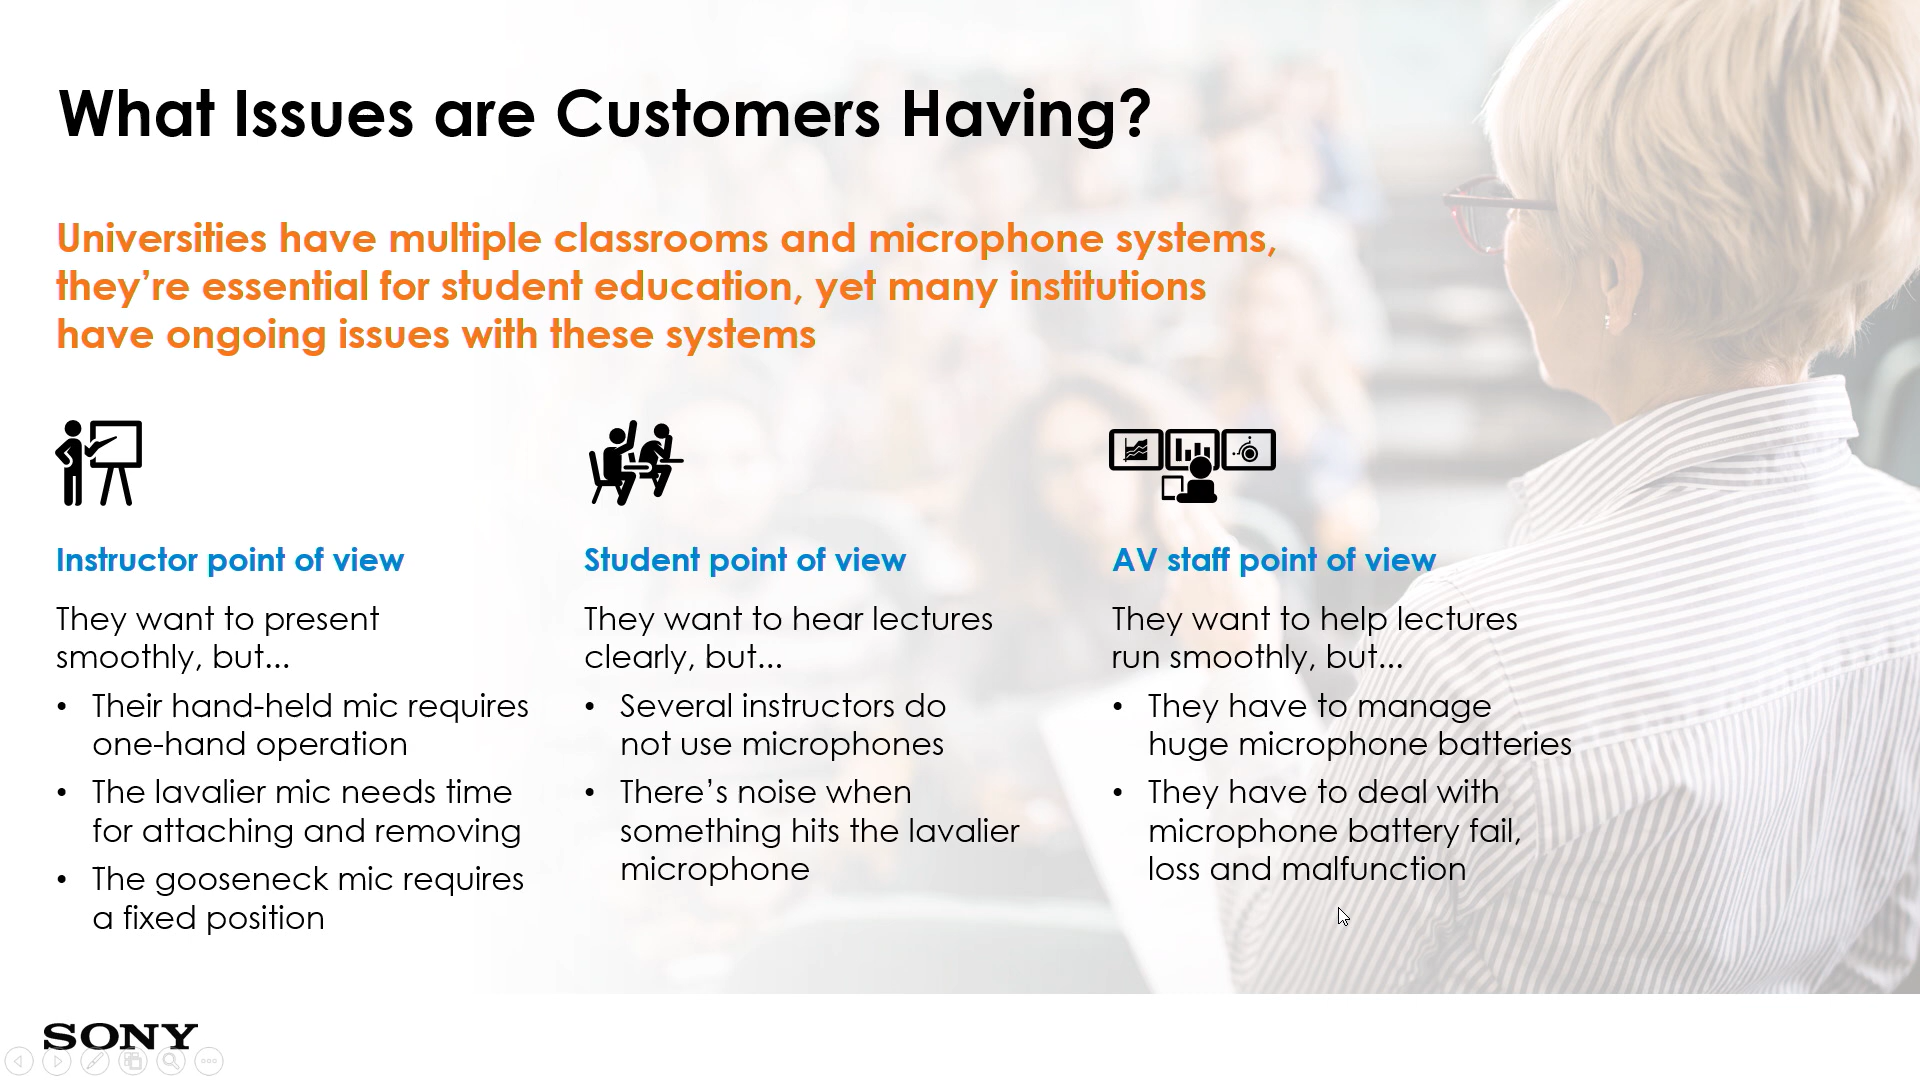 What Issues are Customers Having?
Universities have multiple classrooms and microphone systems,
they’re essential for student education, yet many institutions
have ongoing issues with these systems
Instructor point of view
They want to present
smoothly, but...
• Their hand-held mic requires
one-hand operation
• The lavalier mic needs time
for attaching and removing
• The gooseneck mic requires
a fixed position
Student point of view
They want to hear lectures
clearly, but...
• Several instructors do
not use microphones
• There’s noise when
something hits the lavalier
microphone
AV staff point of view
They want to help lectures
run smoothly, but...
• They have to manage
huge microphone batteries
• They have to deal with
microphone battery fail,
loss and malfunction
SONY